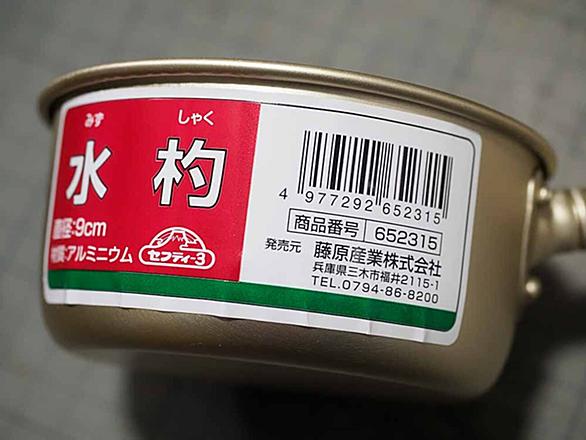 みず しゃく
水 杓
直径:9cm
材質:アルミニウム
セフティー3
4 977292 652315
商品番号 652315
発売元 藤原産業株式会社
兵庫県三木市福井2115-1
TEL.0794-86-8200